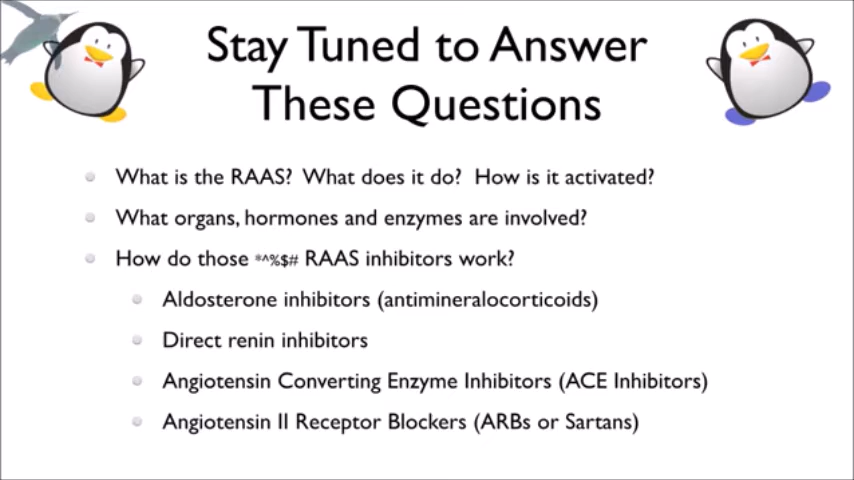 Stay Tuned to Answer
These Questions
What is the RAAS? What does it do? How is it activated?
What organs, hormones and enzymes are involved?
How do those *^%$# RAAS inhibitors work?
Aldosterone inhibitors (antimineralocorticoids)
Direct renin inhibitors
Angiotensin Converting Enzyme Inhibitors (ACE Inhibitors)
Angiotensin II Receptor Blockers (ARBs or Sartans)